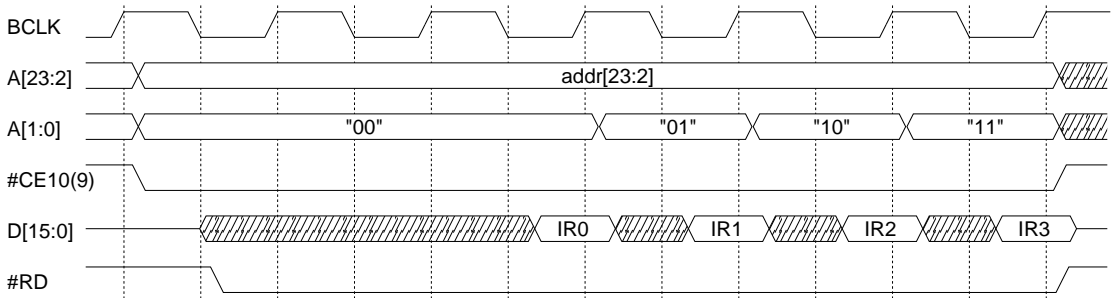 BCLK
A[23:2] addr[23:2]
A[1:0] "00" "01" "10" "11"
#CE10(9)
D[15:0] IR0 IR1 IR2 IR3
#RD